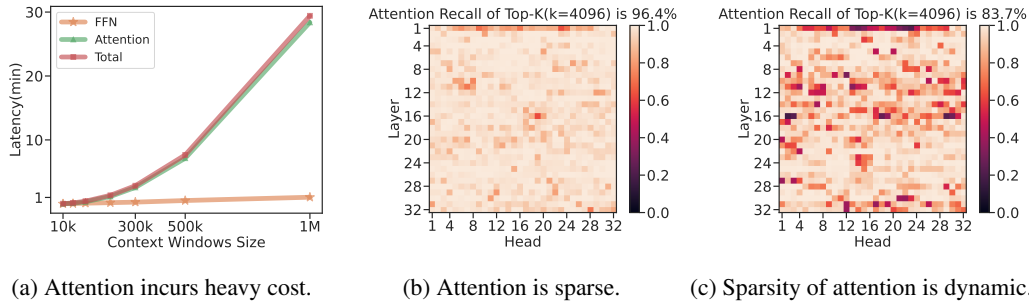 30
20
10
1
Latency(min)
FFN
Attention
Total
10k
300k
500k
1M
Context Windows Size
(a) Attention incurs heavy cost.
Attention Recall of Top-K(k=4096) is 96.4%
1
4
8
12
16
20
24
28
32
Layer
1
4
8
12
16
20
24
28
32
Head
1.0
0.8
0.6
0.4
0.2
0.0
(b) Attention is sparse.
Attention Recall of Top-K(k=4096) is 83.7%
1
4
8
12
16
20
24
28
32
Layer
1
4
8
12
16
20
24
28
32
Head
1.0
0.8
0.6
0.4
0.2
0.0
(c) Sparsity of attention is dynamic.